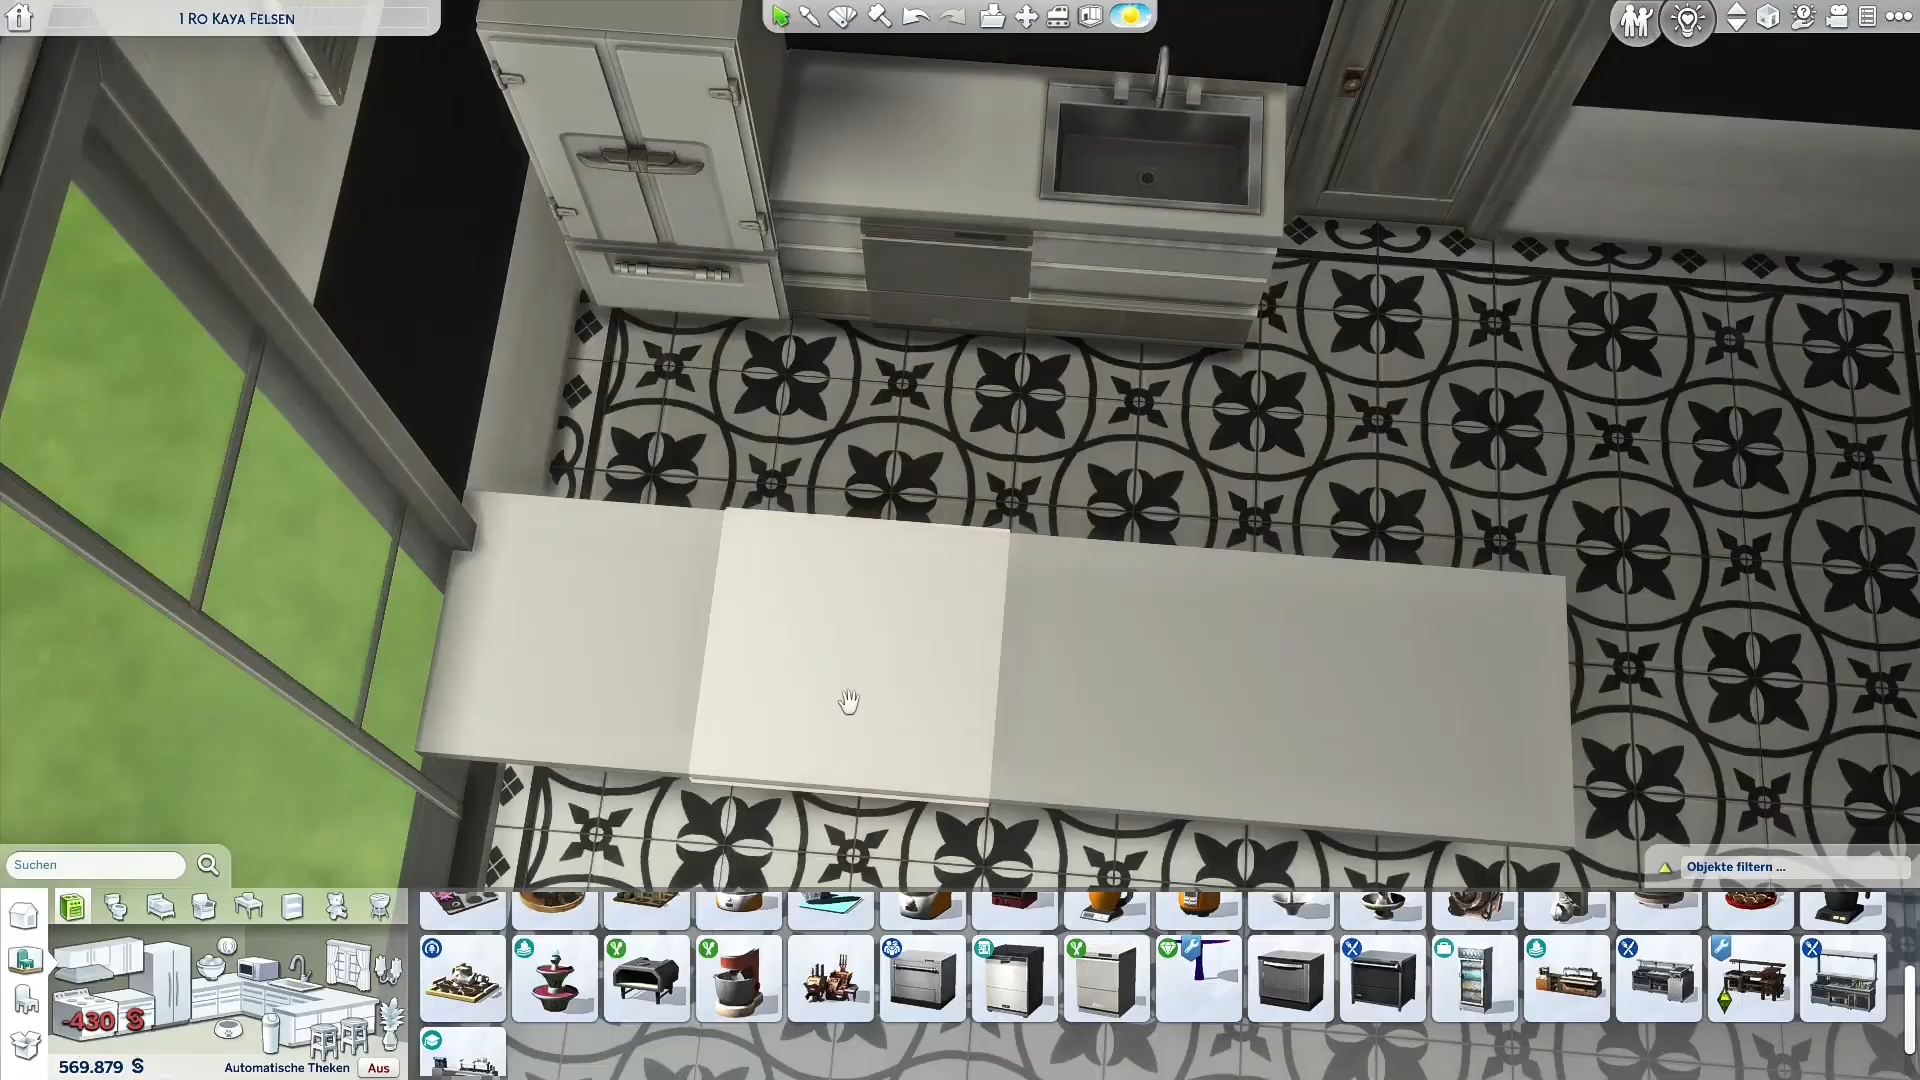 1 Ro Kaya Felsen
Suchen
Objekte filtern ...
-430 S
569.879 S
Automatische Theken
Aus